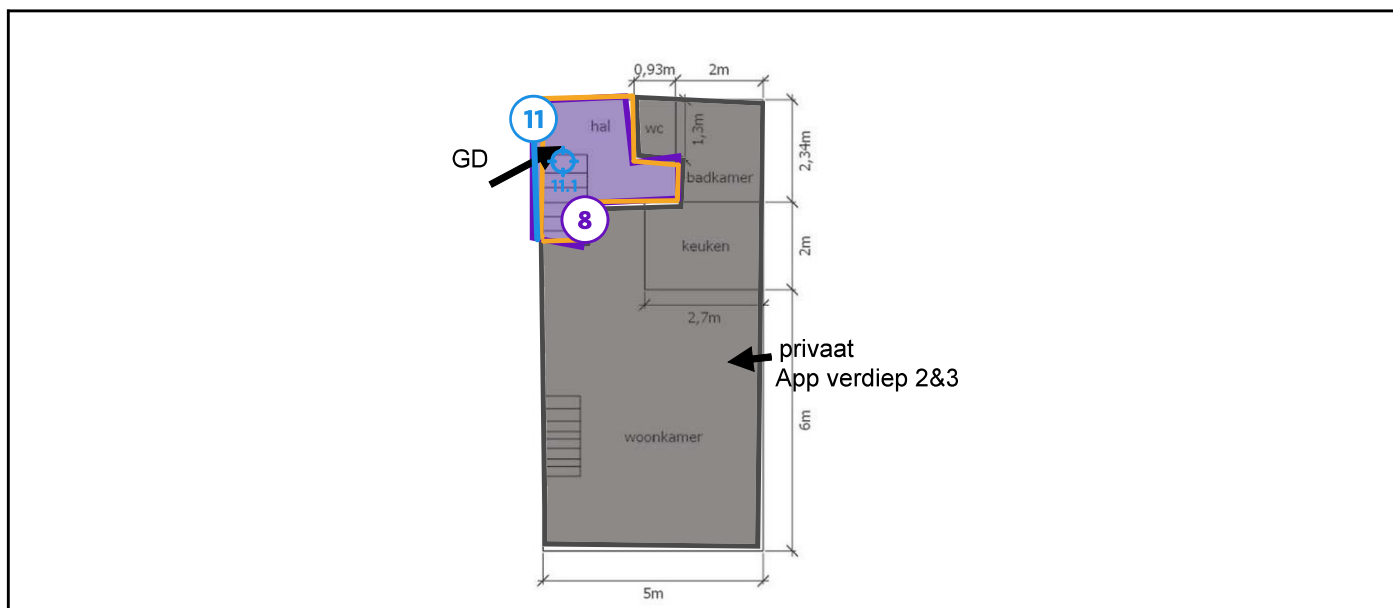 0,93m
2m
11
hal
wc
1,3m
2,34m
GD
11.1
badkamer
8
keuken
2m
2,7m
privaat
App verdiep 2&3
6m
woonkamer
5m